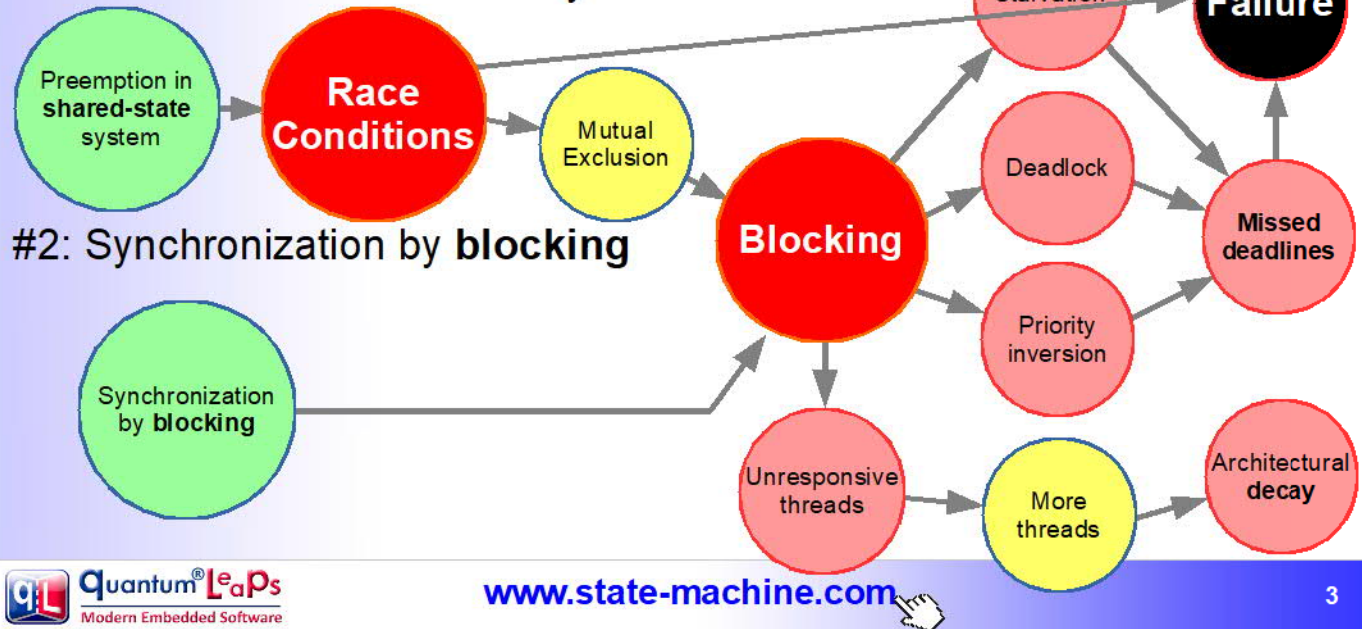 Failure
Preemption in
shared-state
system
Race
Conditions
Mutual
Exclusion
Deadlock
Missed
deadlines
#2: Synchronization by blocking
Blocking
Priority
inversion
Synchronization
by blocking
Unresponsive
threads
More
threads
Architectural
decay
qL
Quantum® LeaPs
Modern Embedded Software
www.state-machine.com
3